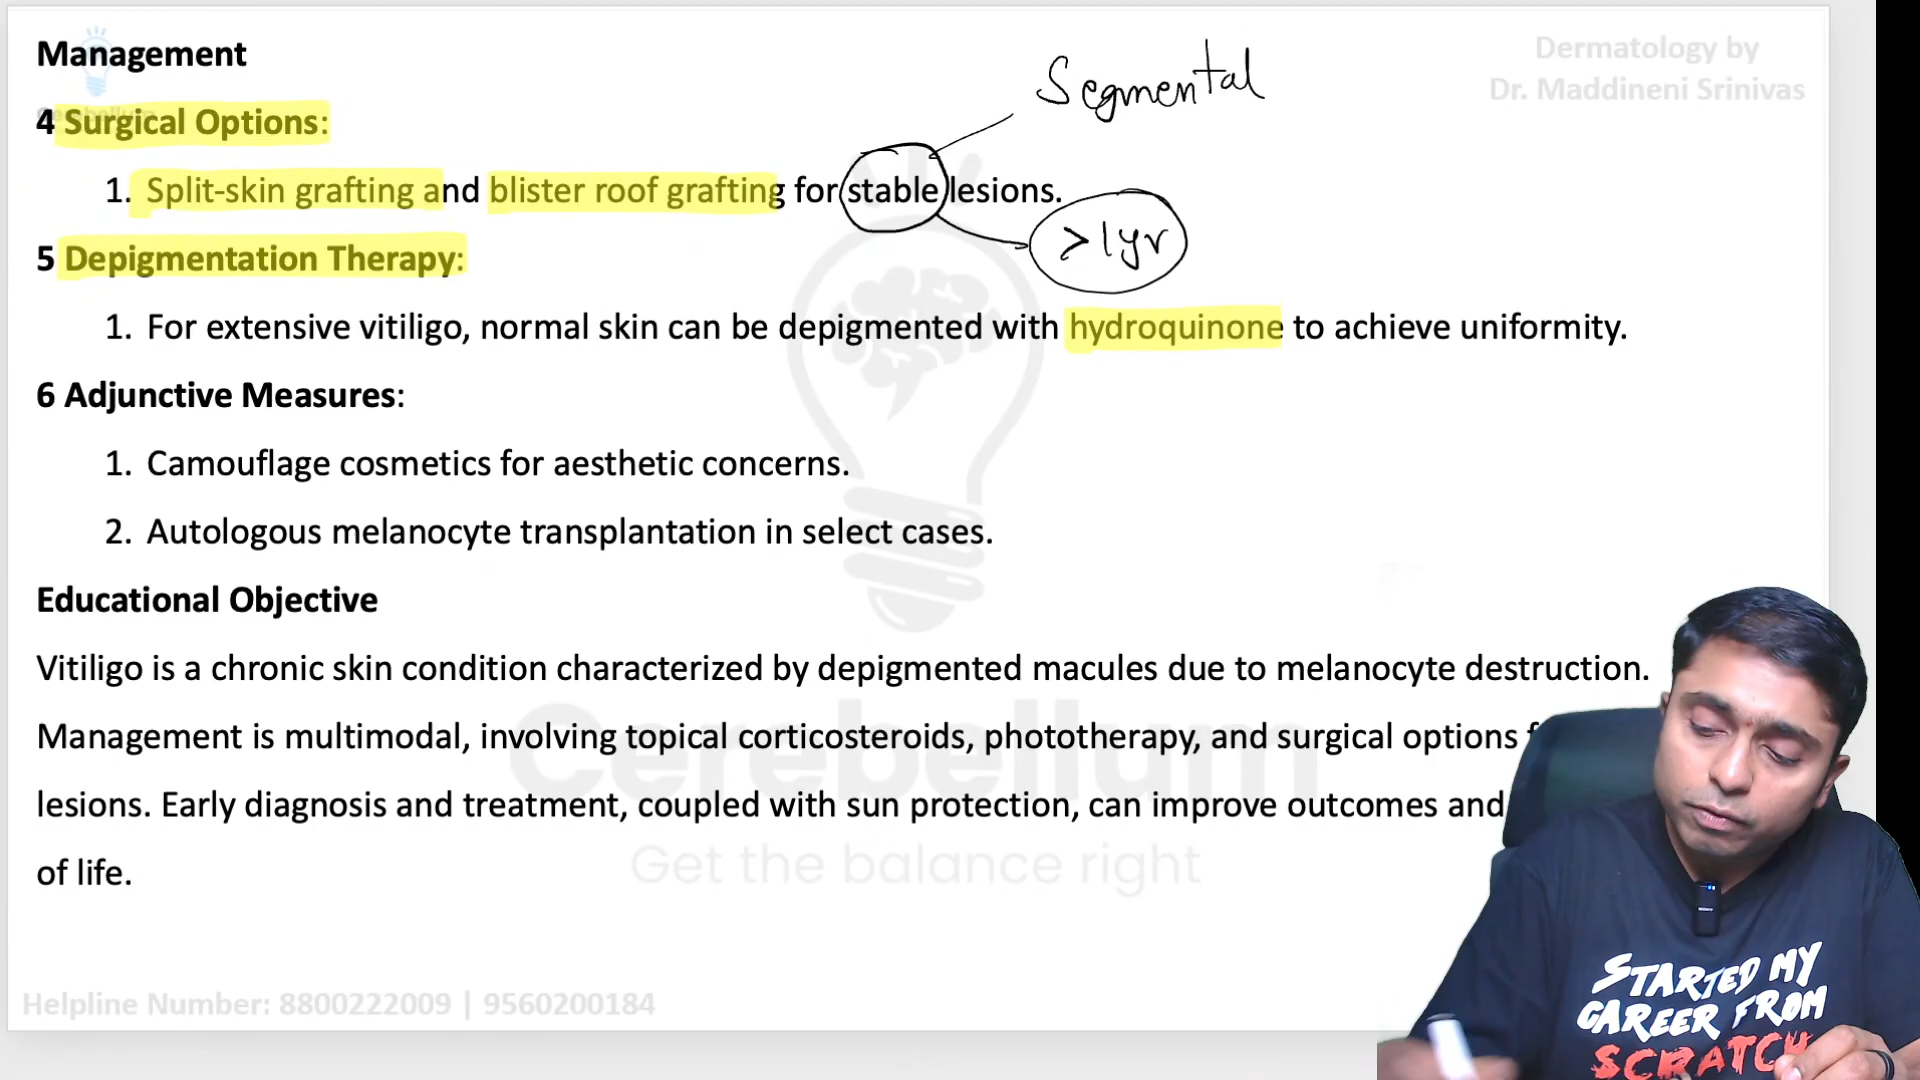 Management
Segmental
Dermatology by
Dr. Maddineni Srinivas
4 Surgical Options:
1. Split-skin grafting and blister roof grafting for stable lesions.
>1yr
5 Depigmentation Therapy:
1. For extensive vitiligo, normal skin can be depigmented with hydroquinone to achieve uniformity.
6 Adjunctive Measures:
1. Camouflage cosmetics for aesthetic concerns.
2. Autologous melanocyte transplantation in select cases.
Educational Objective
Vitiligo is a chronic skin condition characterized by depigmented macules due to melanocyte destruction.
Management is multimodal, involving topical corticosteroids, phototherapy, and surgical options
lesions. Early diagnosis and treatment, coupled with sun protection, can improve outcomes and
of life.
Cerebellum
Get the balance right
Helpline Number: 8800222009 | 9560200184
STARTED MY
CAREER FROM
SCRATCH